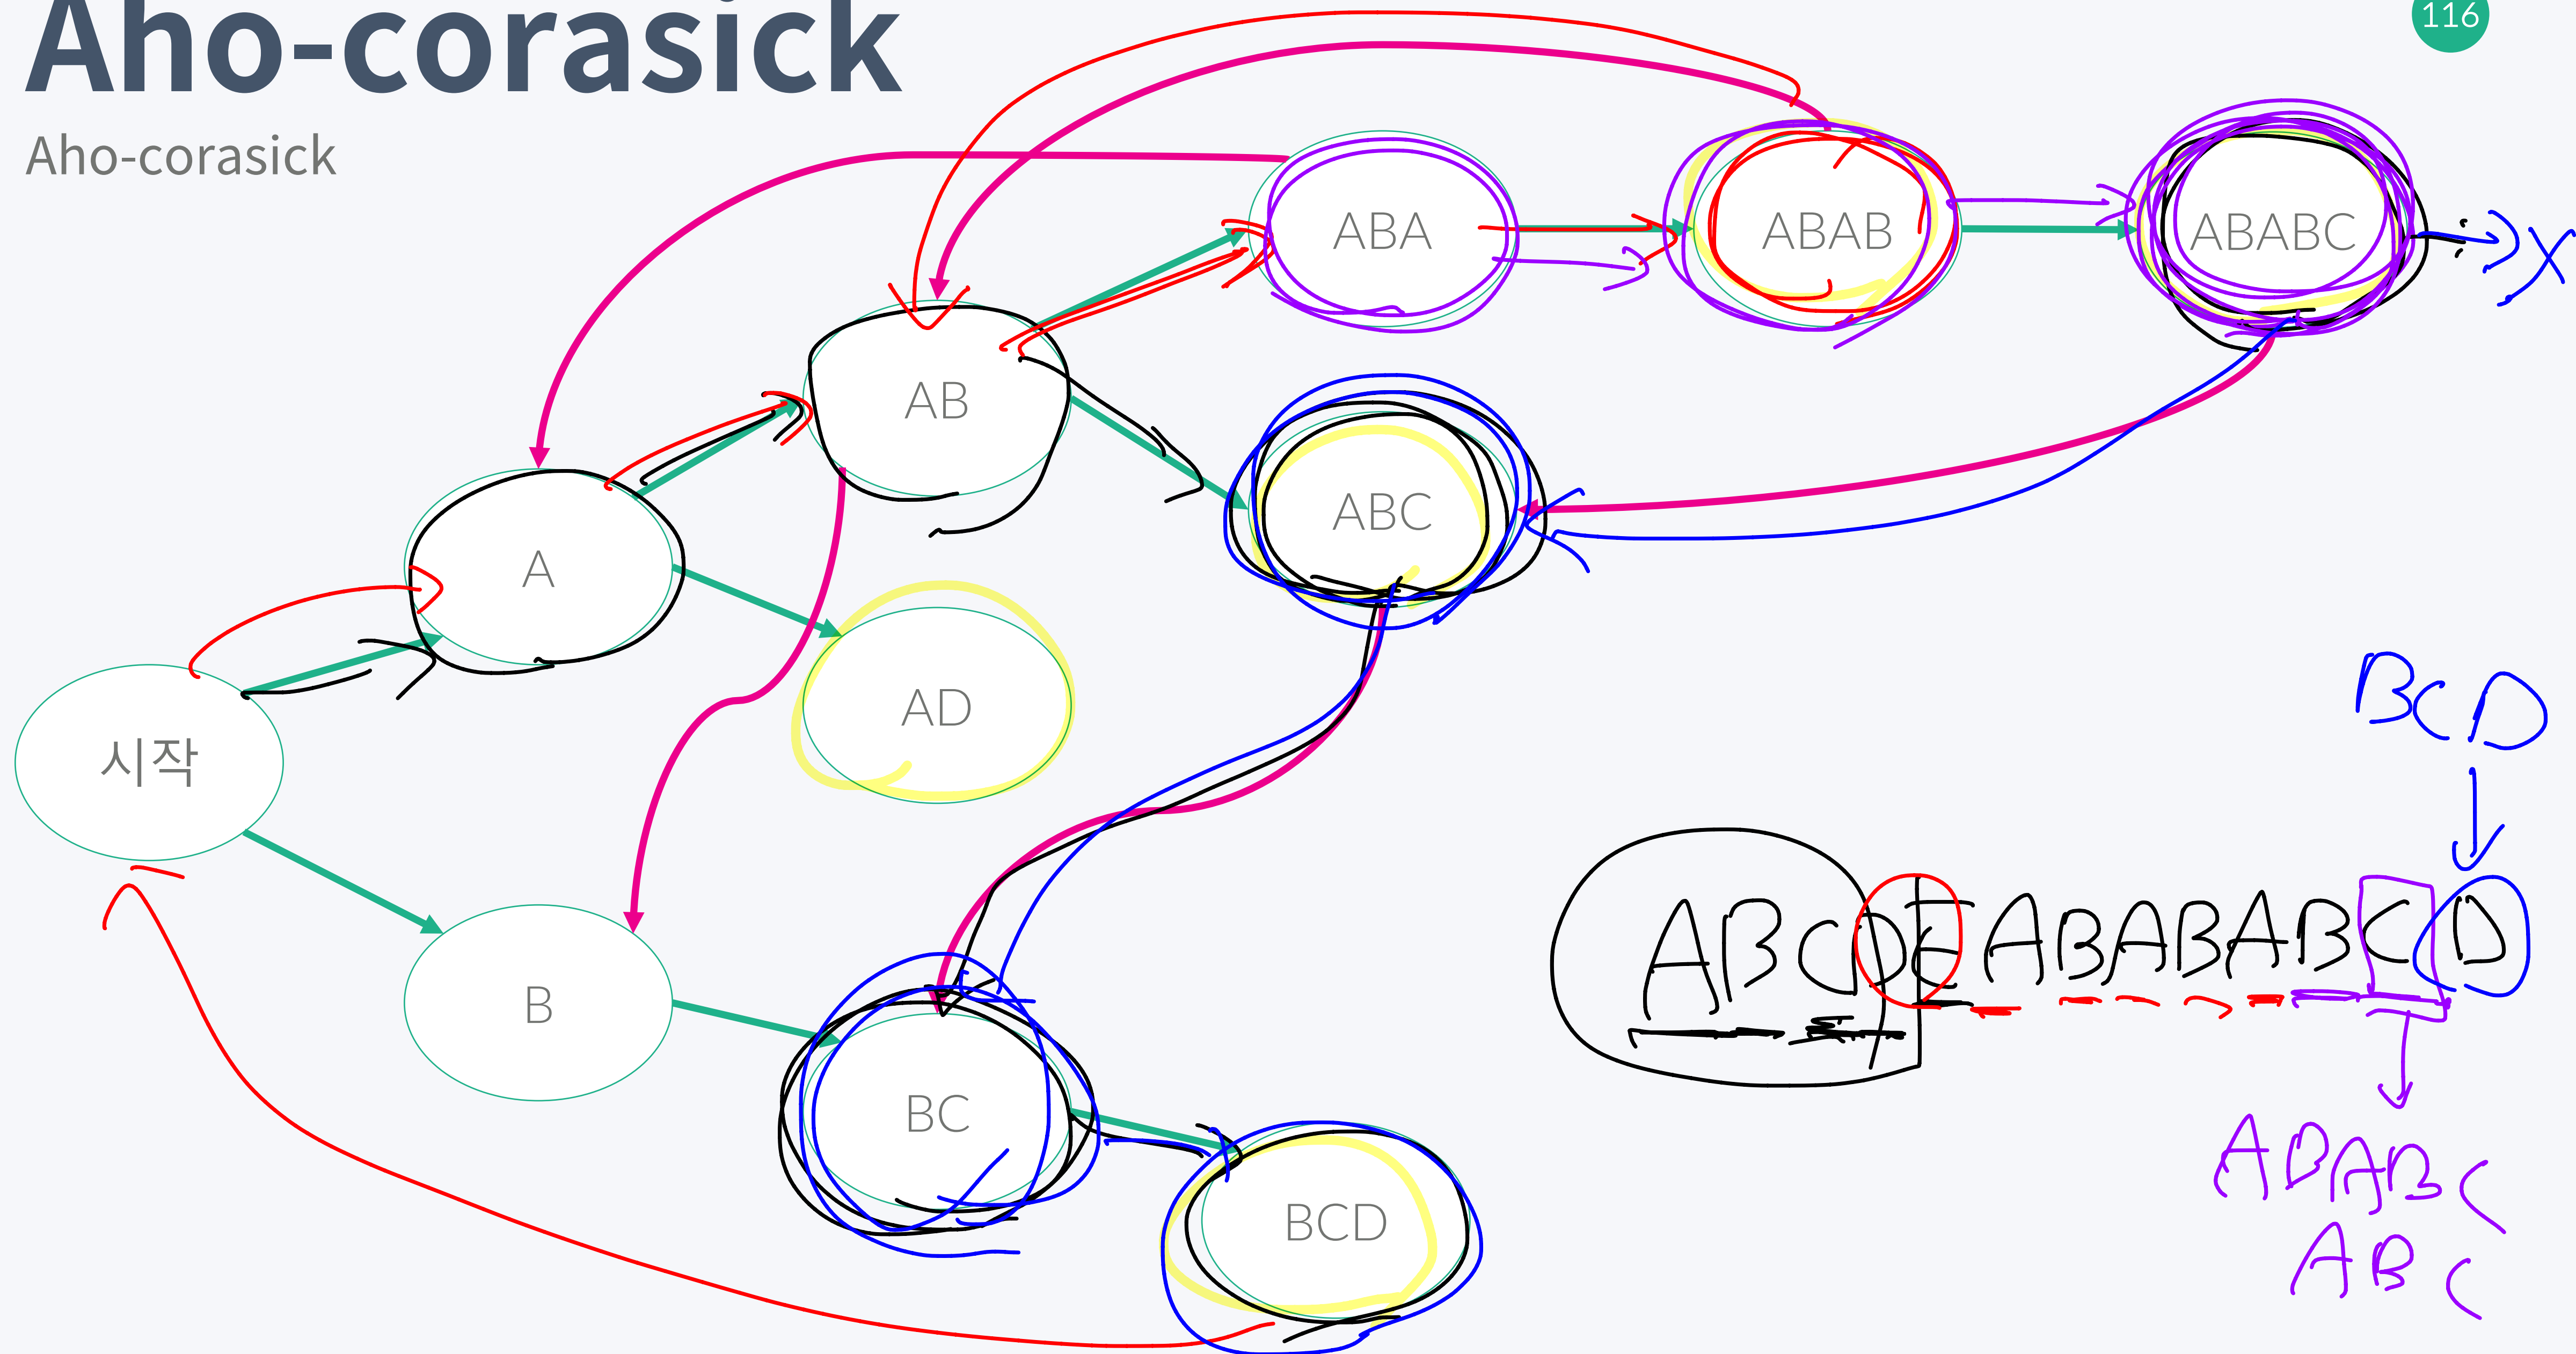 Aho-corasick
116
Aho-corasick
ABA
ABAB
ABABC
X
AB
ABC
A
AD
시작
BCD
B
ABCDEABABABCD
BC
BCD
ABABC
ABC